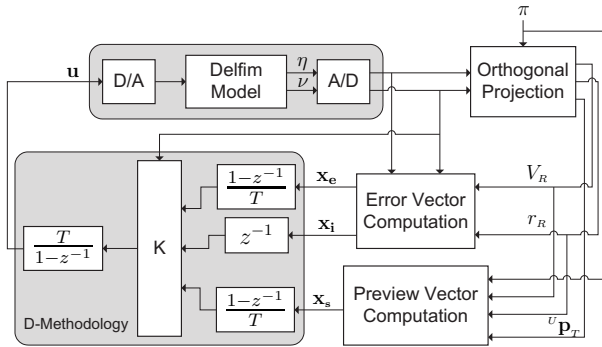 π
u
D/A
Delfim
Model
η
ν
A/D
Orthogonal
Projection
K
1−z⁻¹
T
xₑ
Error Vector
Computation
V_R
r_R
z⁻¹
xᵢ
T
1−z⁻¹
1−z⁻¹
T
xₛ
Preview Vector
Computation
ᵁp_T
D-Methodology